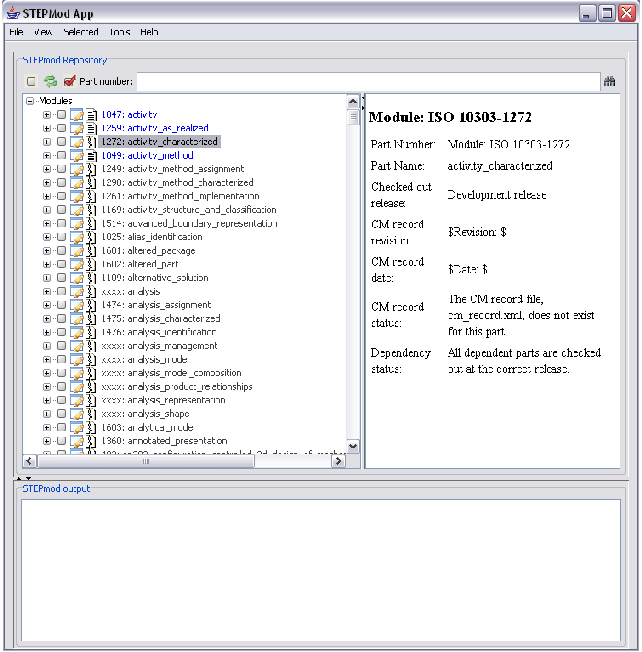 STEPMod App
File View Selected Tools Help
STEPmod Repository
Part number:
Modules
1047: activity
1259: activity_as_realized
1272: activity_characterized
1049: activity_method
1249: activity_method_assignment
1290: activity_method_characterized
1261: activity_method_implementation
1169: activity_structure_and_classification
1514: advanced_boundary_representation
1025: alias_identification
1601: altered_package
1602: altered_part
1109: alternative_solution
xxxx: analysis
1474: analysis_assignment
1475: analysis_characterized
1476: analysis_identification
xxxx: analysis_management
xxxx: analysis_model
xxxx: analysis_model_composition
xxxx: analysis_product_relationships
xxxx: analysis_representation
xxxx: analysis_shape
1603: analytical_model
1360: annotated_presentation
Module: ISO 10303-1272
Part Number: Module: ISO 10303-1272
Part Name: activity_characterized
Checked out
release: Development release
CM record
revision: $Revision: $
CM record
date: $Date: $
CM record
status: The CM record file,
cm_record.xml, does not exist
for this part.
Dependency
status: All dependent parts are checked
out at the correct release.
STEPmod output